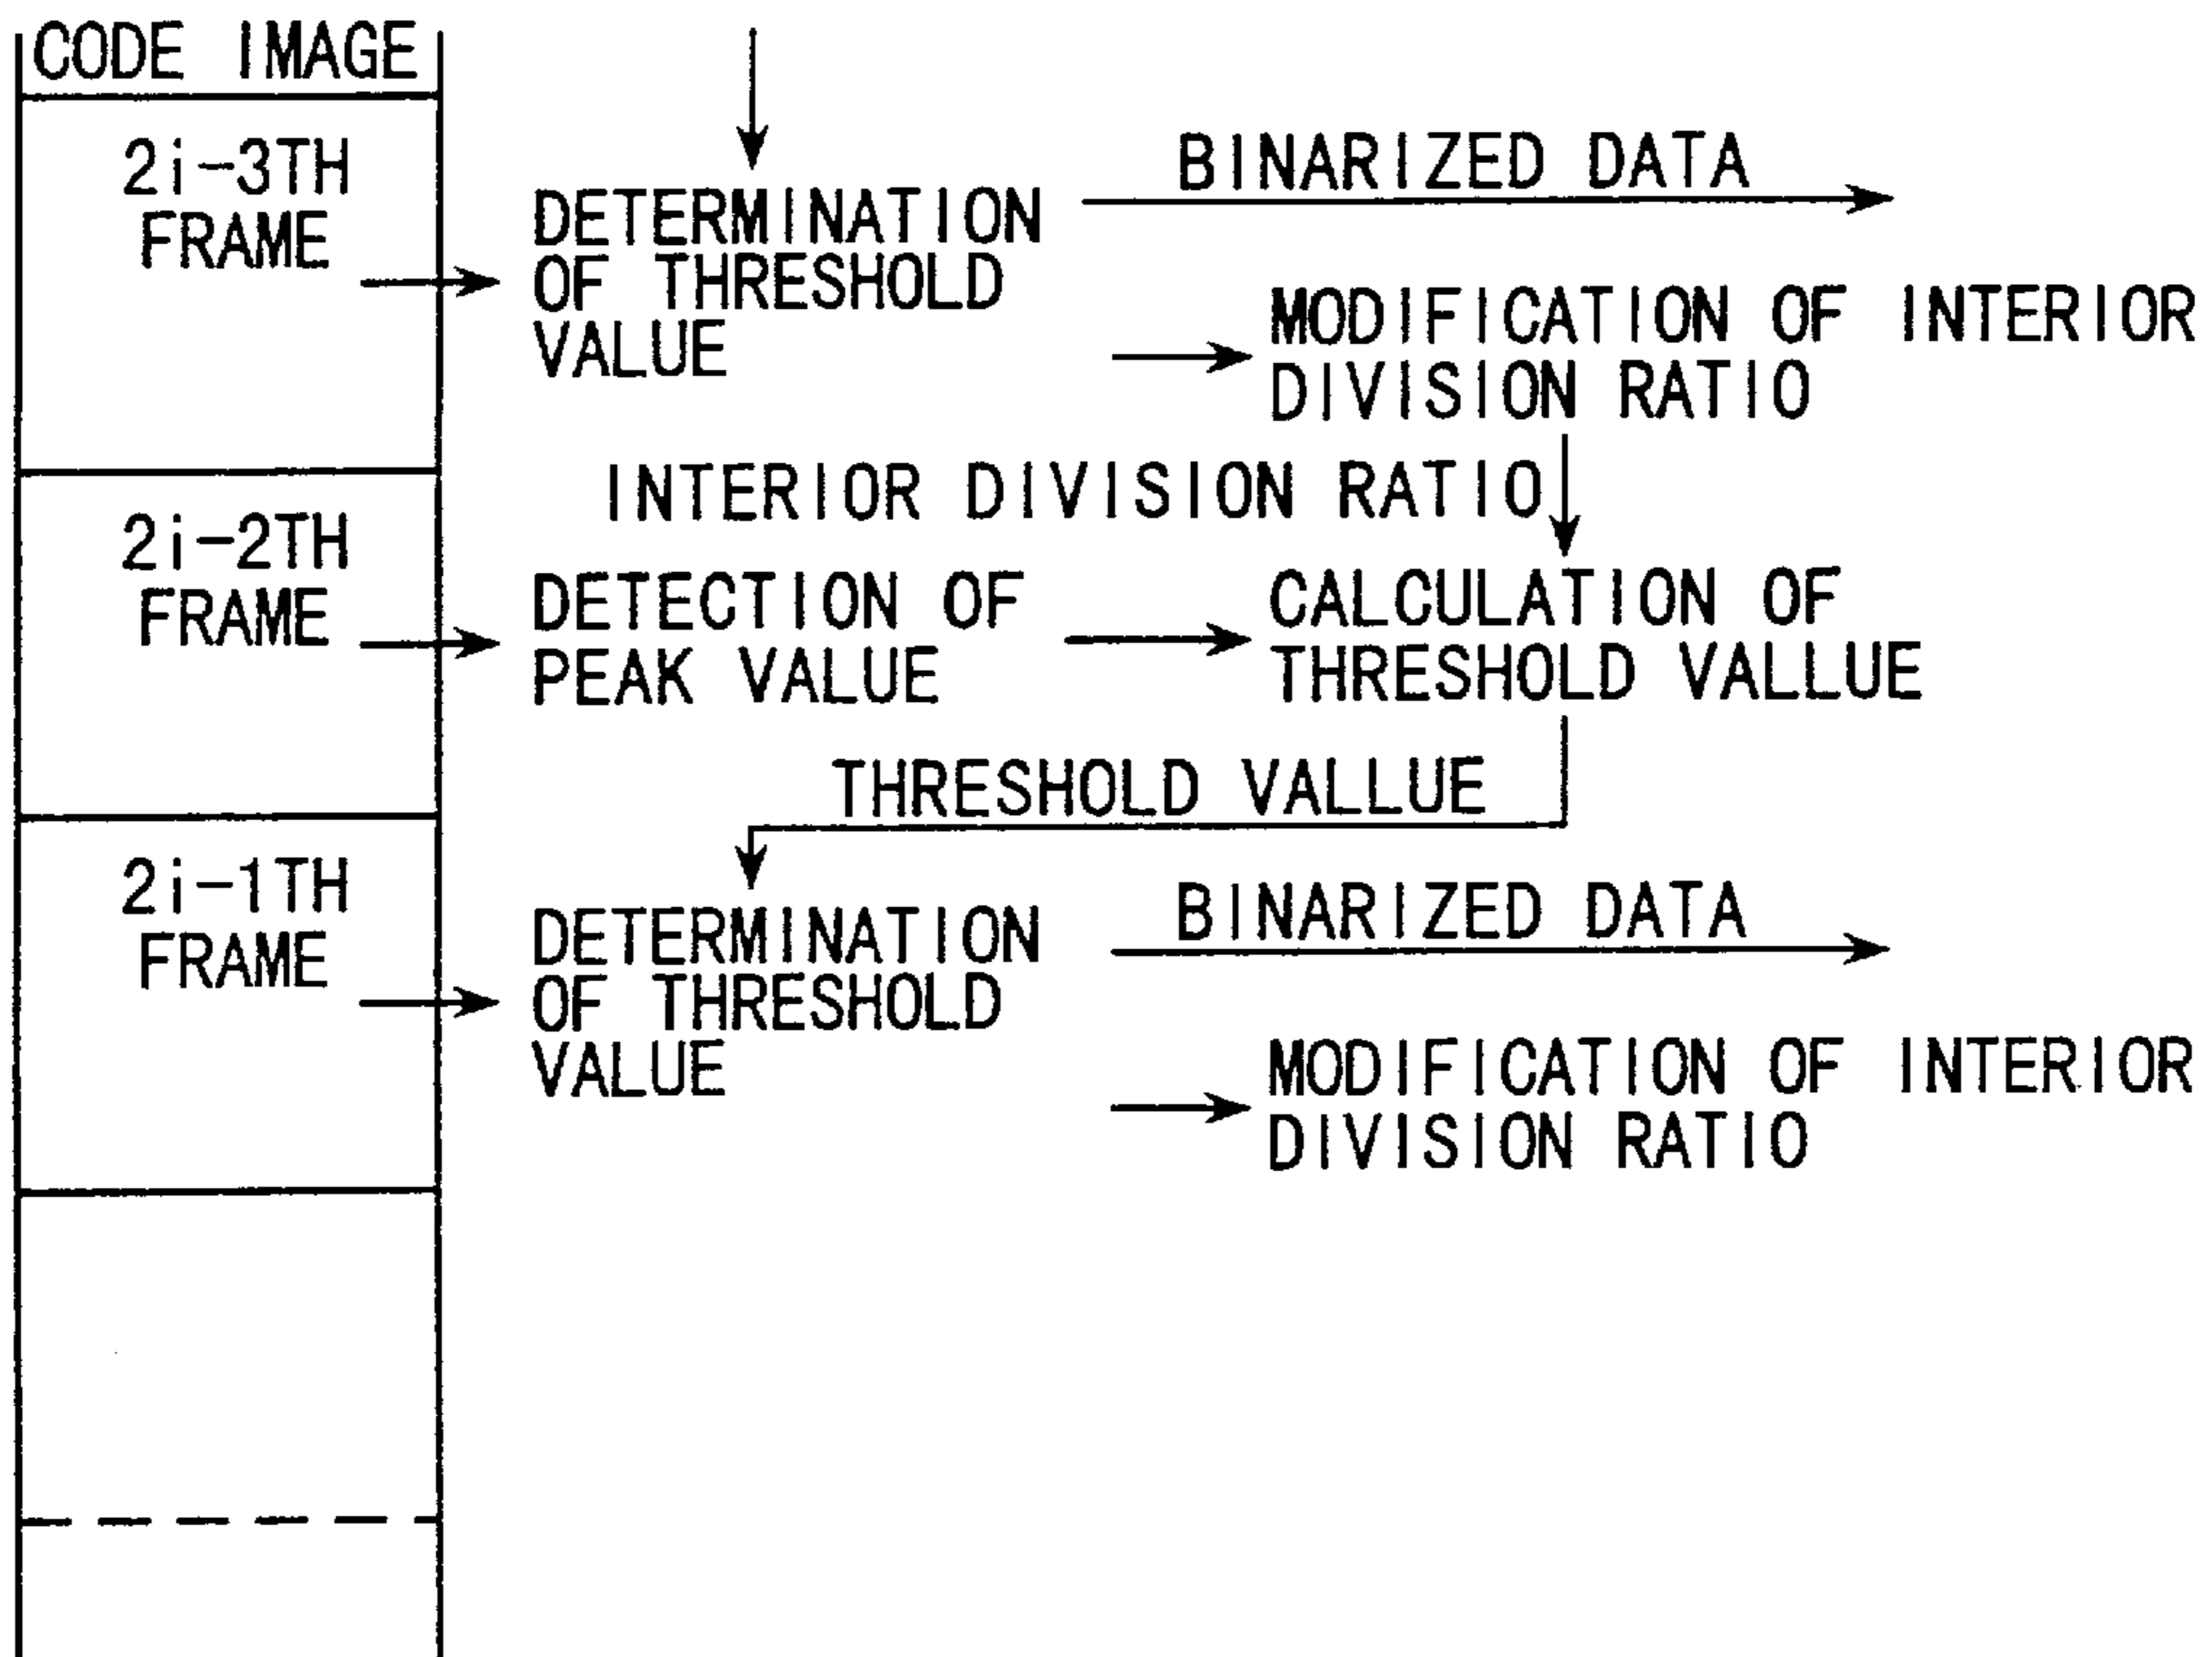 CODE IMAGE
2i-3TH
FRAME
DETERMINATION
OF THRESHOLD
VALUE
BINARIZED DATA
MODIFICATION OF INTERIOR
DIVISION RATIO
INTERIOR DIVISION RATIO
2i-2TH
FRAME
DETECTION OF
PEAK VALUE
CALCULATION OF
THRESHOLD VALLUE
THRESHOLD VALLUE
2i-1TH
FRAME
DETERMINATION
OF THRESHOLD
VALUE
BINARIZED DATA
MODIFICATION OF INTERIOR
DIVISION RATIO